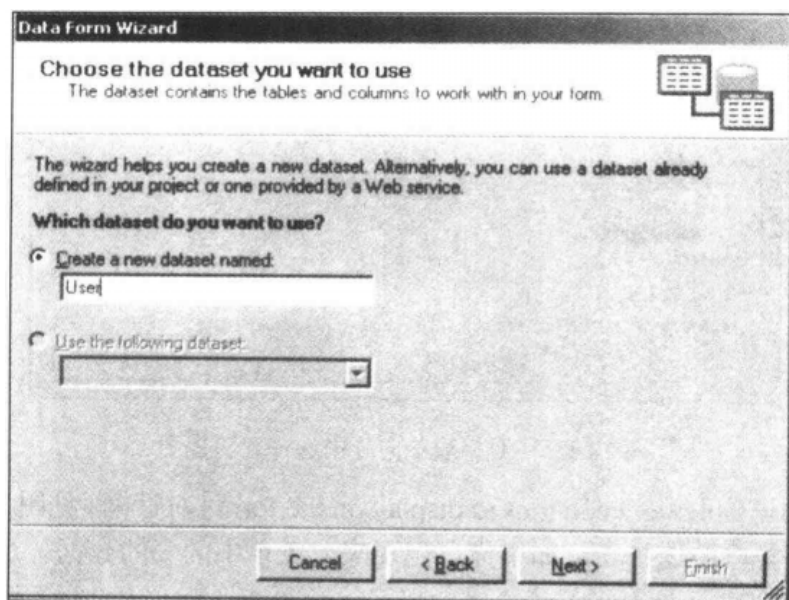 Data Form Wizard
Choose the dataset you want to use
The dataset contains the tables and columns to work with in your form.
The wizard helps you create a new dataset. Alternatively, you can use a dataset already
defined in your project or one provided by a Web service.
Which dataset do you want to use?
Create a new dataset named:
User
Use the following dataset:
Cancel
< Back
Next >
Finish